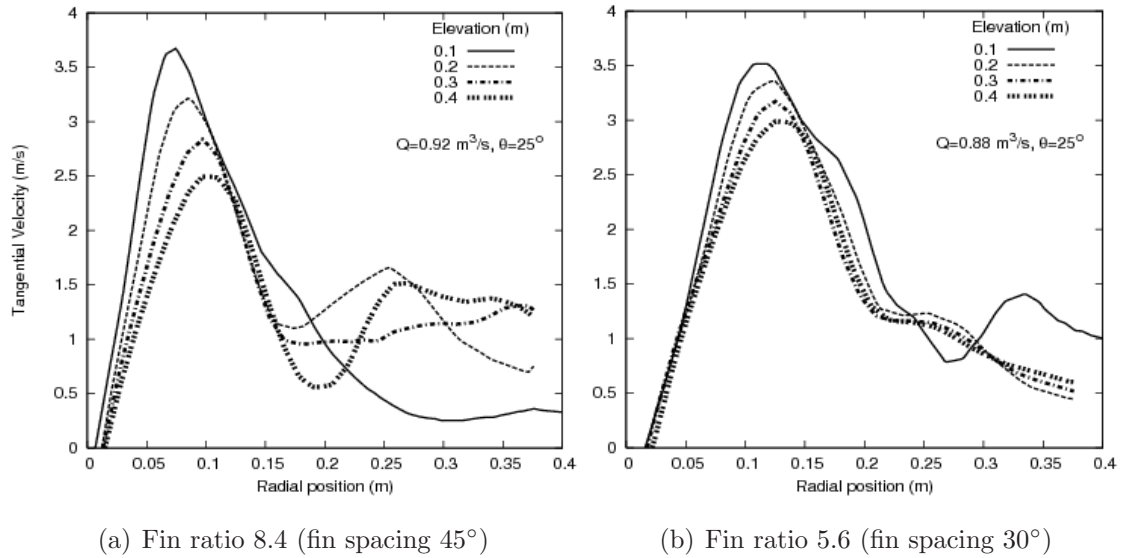 Tangential Velocity (m/s)
4
3.5
3
2.5
2
1.5
1
0.5
0
0 0.05 0.1 0.15 0.2 0.25 0.3 0.35 0.4
Radial position (m)
Elevation (m)
0.1
0.2
0.3
0.4
Q=0.92 m³/s, θ=25°
(a) Fin ratio 8.4 (fin spacing 45°)
4
3.5
3
2.5
2
1.5
1
0.5
0
0 0.05 0.1 0.15 0.2 0.25 0.3 0.35 0.4
Radial position (m)
Elevation (m)
0.1
0.2
0.3
0.4
Q=0.88 m³/s, θ=25°
(b) Fin ratio 5.6 (fin spacing 30°)